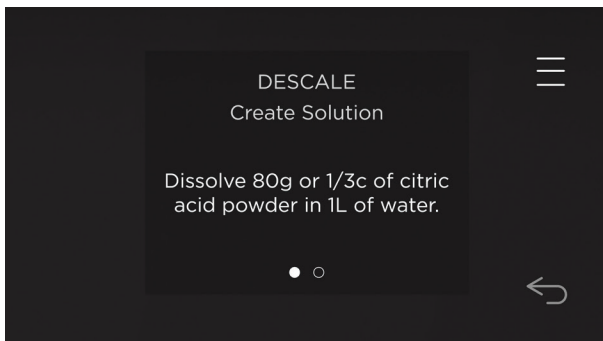 DESCALE
Create Solution
Dissolve 80g or 1/3c of citric
acid powder in 1L of water.